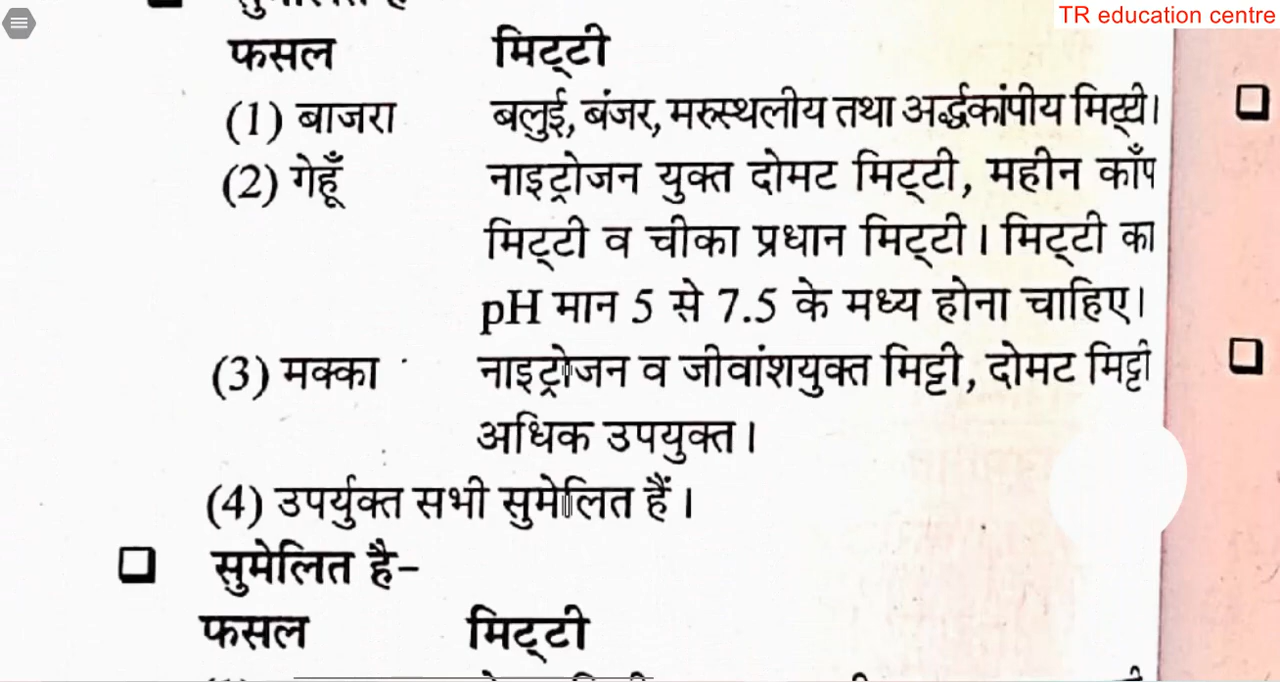 TR education centre
सुमेलित है
फसल मिट्टी
(1) बाजरा बलुई, बंजर, मरुस्थलीय तथा अर्द्धकांपीय मिट्टी।
(2) गेहूँ नाइट्रोजन युक्त दोमट मिट्टी, महीन काँप
मिट्टी व चीका प्रधान मिट्टी। मिट्टी का
pH मान 5 से 7.5 के मध्य होना चाहिए।
(3) मक्का नाइट्रोजन व जीवांशयुक्त मिट्टी, दोमट मिट्टी
अधिक उपयुक्त।
(4) उपर्युक्त सभी सुमेलित हैं।
सुमेलित है–
फसल मिट्टी